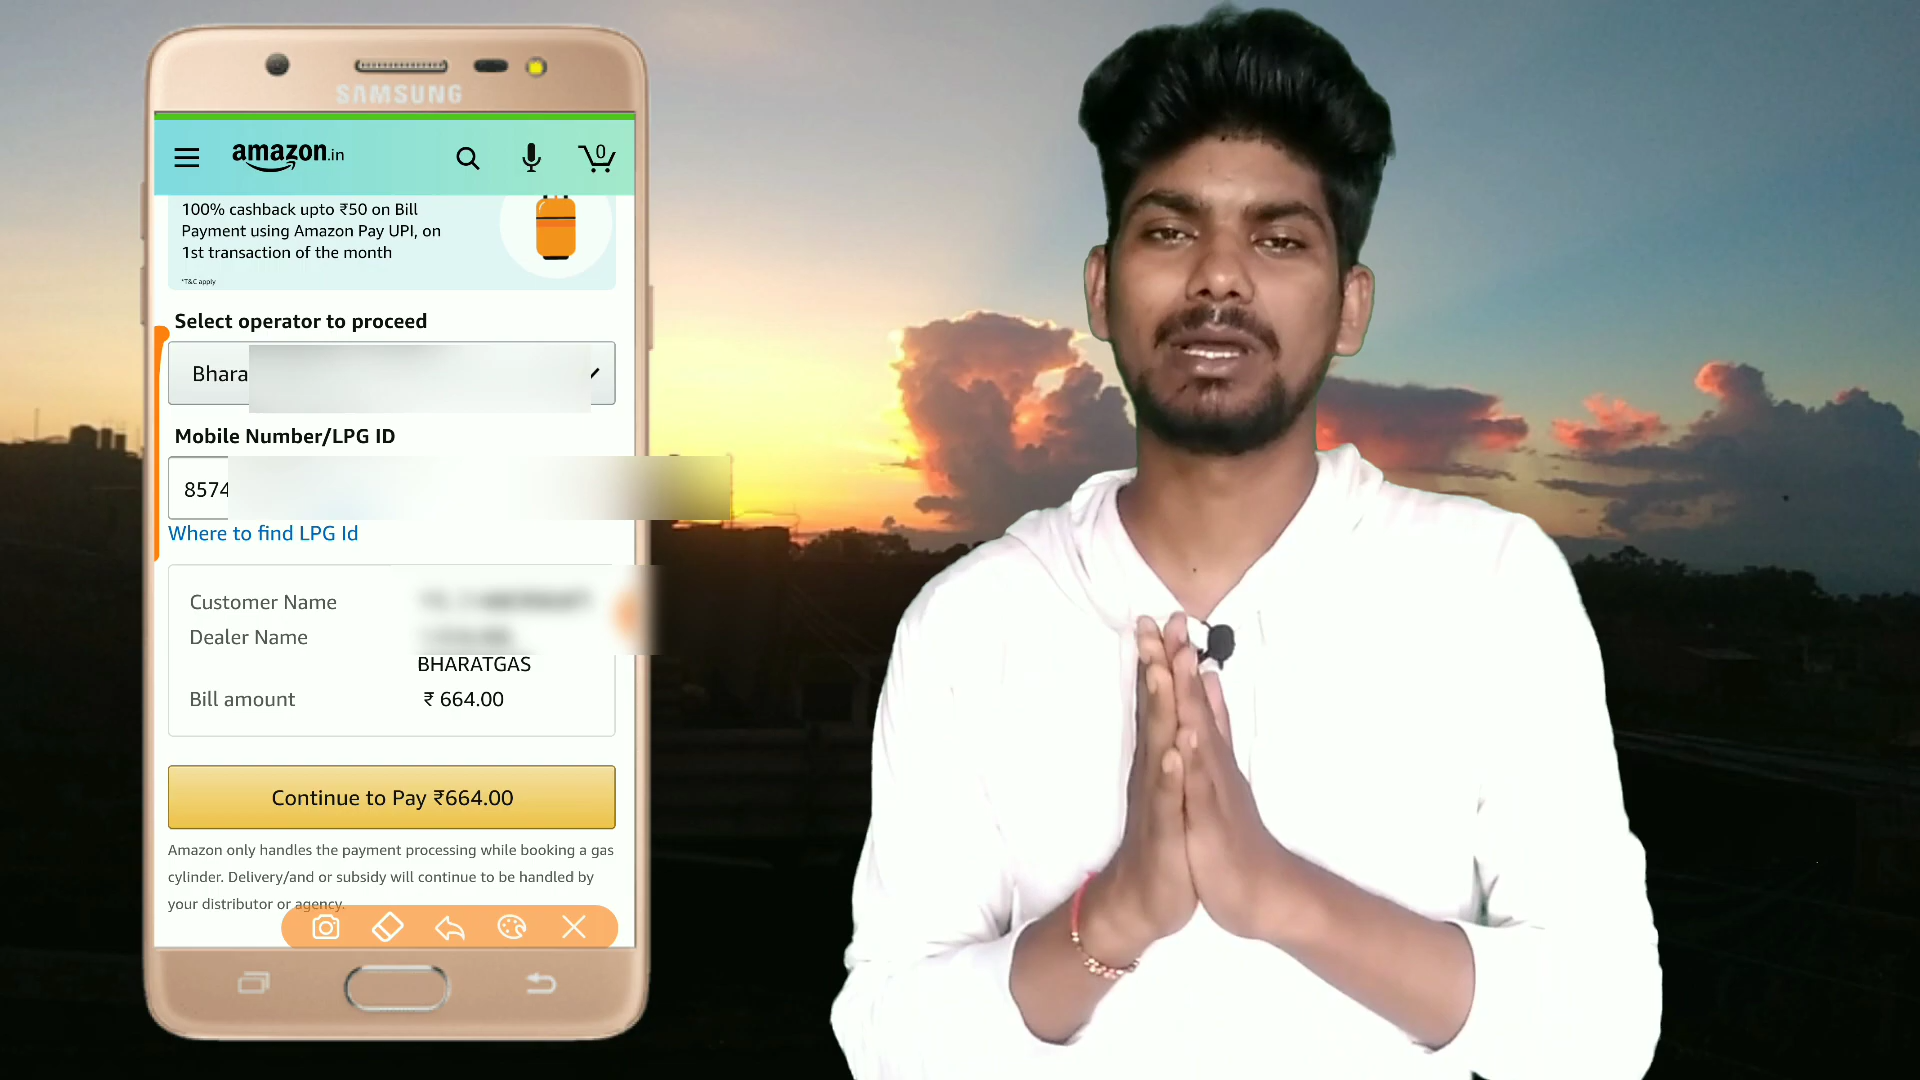 SAMSUNG
amazon.in
0
100% cashback upto ₹50 on Bill
Payment using Amazon Pay UPI, on
1st transaction of the month
*T&C apply
Select operator to proceed
Bhara
Mobile Number/LPG ID
8574
Where to find LPG Id
Customer Name
Dealer Name
BHARATGAS
Bill amount ₹ 664.00
Continue to Pay ₹664.00
Amazon only handles the payment processing while booking a gas
cylinder. Delivery/and or subsidy will continue to be handled by
your distributor or agency.